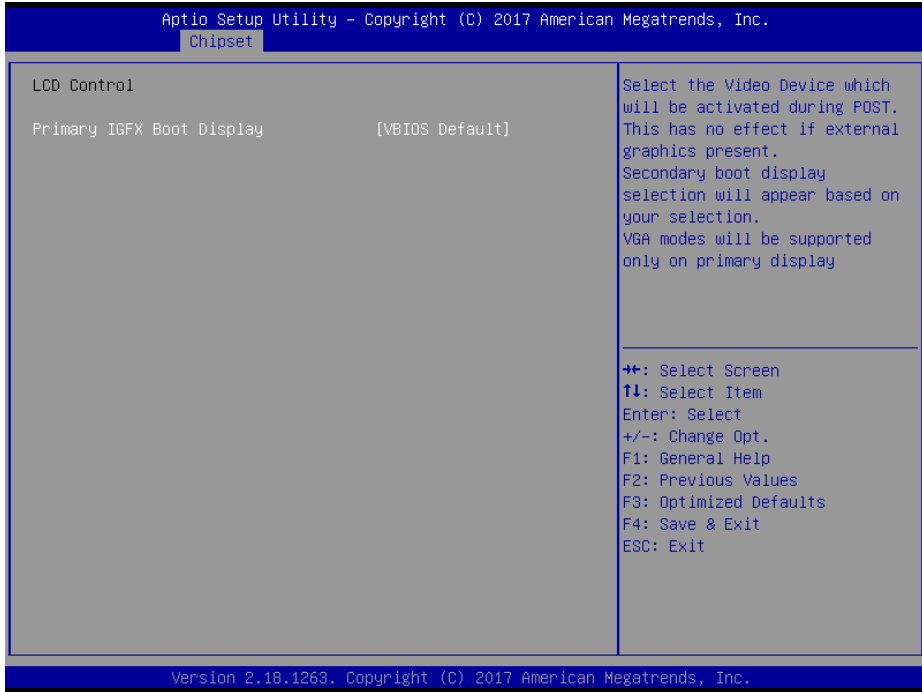 Aptio Setup Utility – Copyright (C) 2017 American Megatrends, Inc.
Chipset
LCD Control
Primary IGFX Boot Display [VBIOS Default]
Select the Video Device which
will be activated during POST.
This has no effect if external
graphics present.
Secondary boot display
selection will appear based on
your selection.
VGA modes will be supported
only on primary display
→←: Select Screen
↑↓: Select Item
Enter: Select
+/-: Change Opt.
F1: General Help
F2: Previous Values
F3: Optimized Defaults
F4: Save & Exit
ESC: Exit
Version 2.18.1263. Copyright (C) 2017 American Megatrends, Inc.